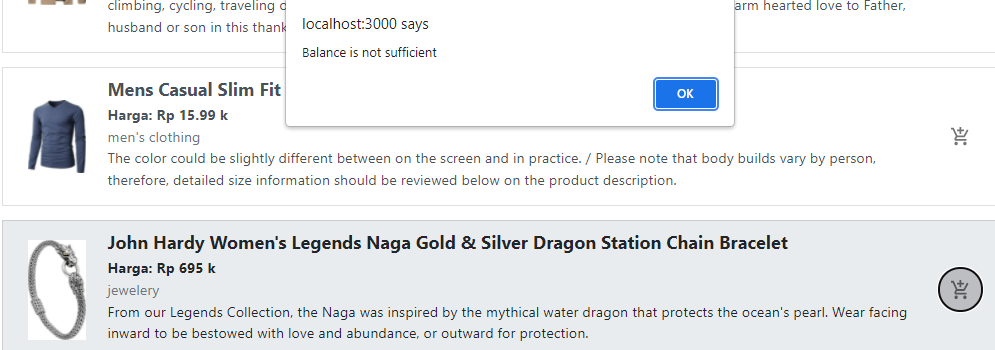 climbing, cycling, traveling
arm hearted love to Father,
husband or son in this thank
localhost:3000 says
Balance is not sufficient
OK
Mens Casual Slim Fit
Harga: Rp 15.99 k
men's clothing
The color could be slightly different between on the screen and in practice. / Please note that body builds vary by person,
therefore, detailed size information should be reviewed below on the product description.
John Hardy Women's Legends Naga Gold & Silver Dragon Station Chain Bracelet
Harga: Rp 695 k
jewelery
From our Legends Collection, the Naga was inspired by the mythical water dragon that protects the ocean's pearl. Wear facing
inward to be bestowed with love and abundance, or outward for protection.